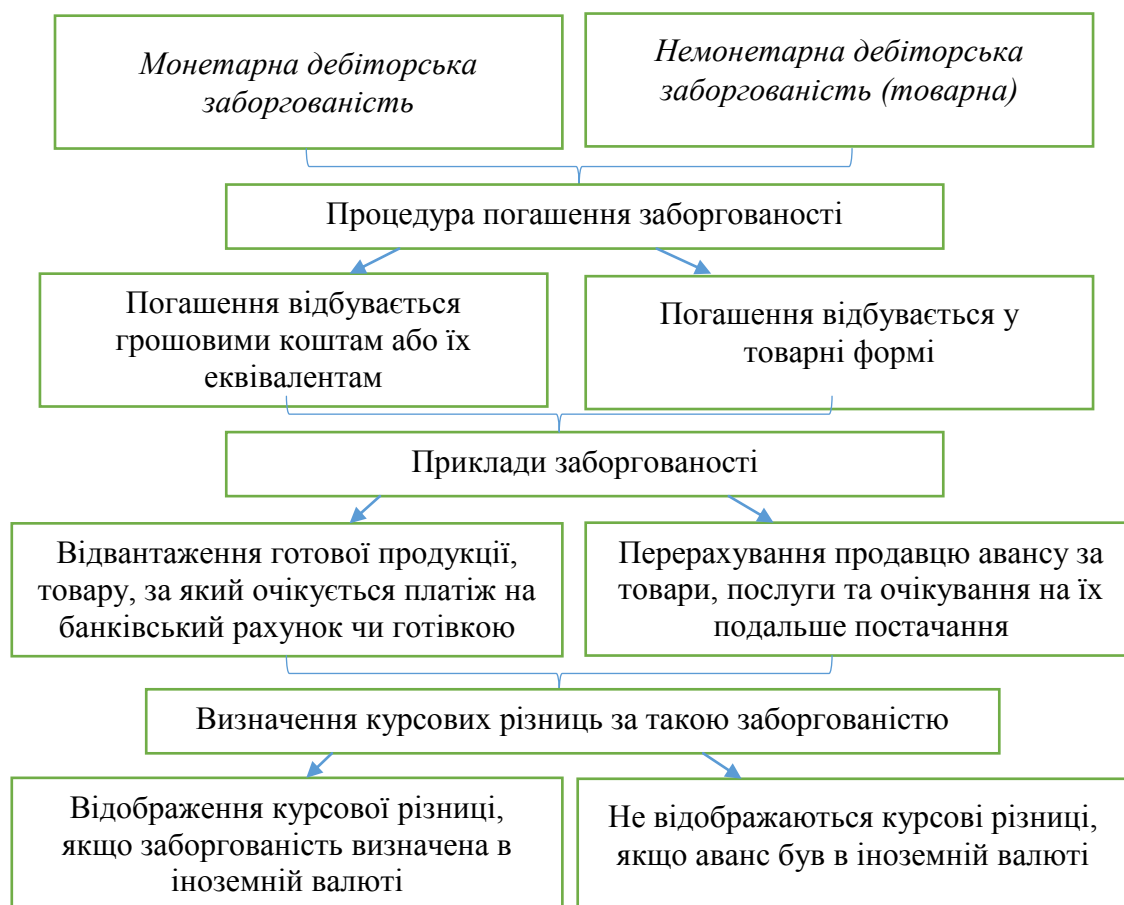 Монетарна дебіторська
заборгованість
Немонетарна дебіторська
заборгованість (товарна)
Процедура погашення заборгованості
Погашення відбувається
грошовими коштам або їх
еквівалентам
Погашення відбувається у
товарні формі
Приклади заборгованості
Відвантаження готової продукції,
товару, за який очікується платіж на
банківський рахунок чи готівкою
Перерахування продавцю авансу за
товари, послуги та очікування на їх
подальше постачання
Визначення курсових різниць за такою заборгованістю
Відображення курсової різниці,
якщо заборгованість визначена в
іноземній валюті
Не відображаються курсові різниці,
якщо аванс був в іноземній валюті